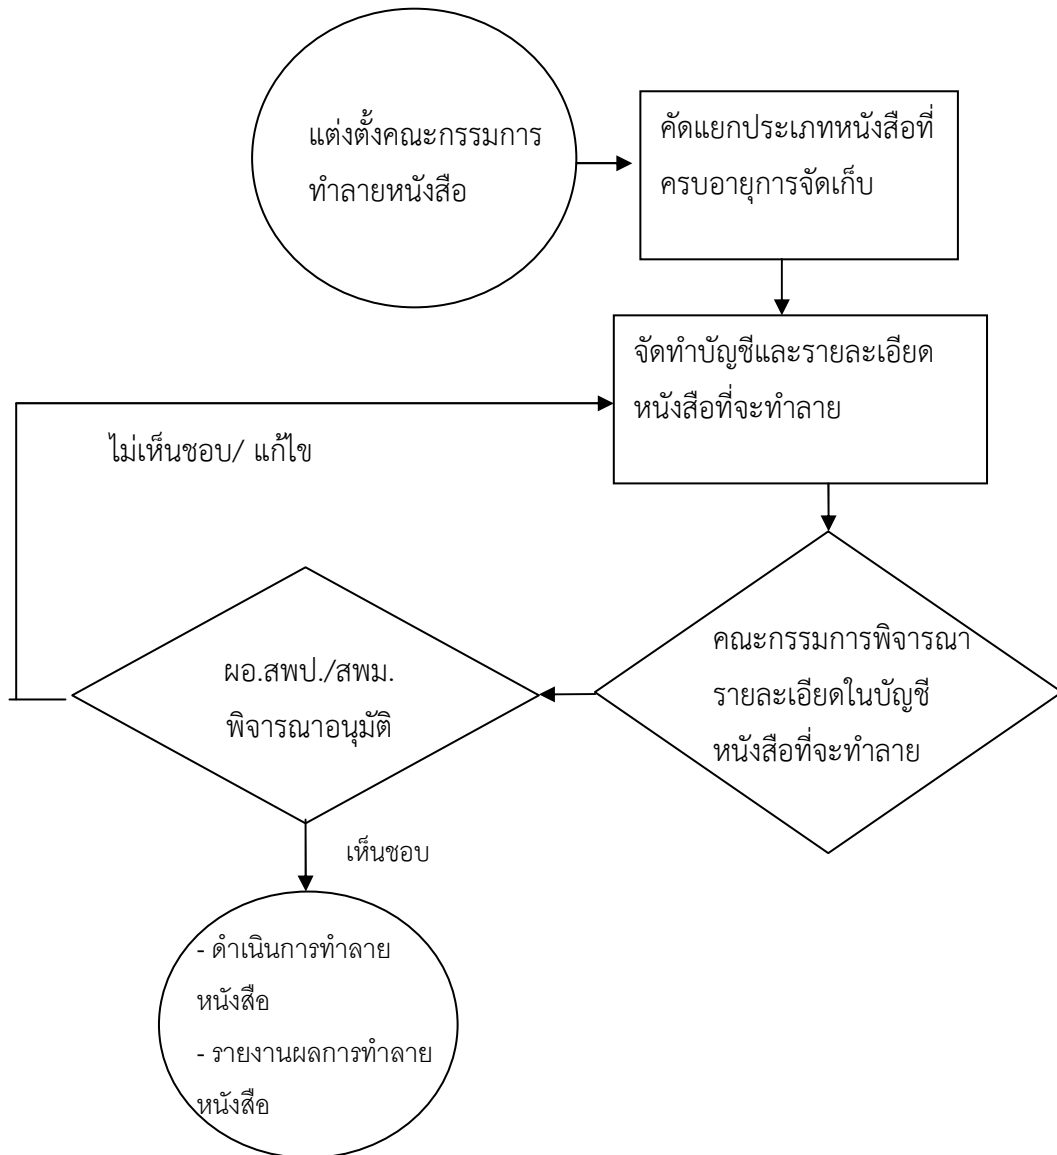 แต่งตั้งคณะกรรมการ
ทำลายหนังสือ
คัดแยกประเภทหนังสือที่
ครบอายุการจัดเก็บ
จัดทำบัญชีและรายละเอียด
หนังสือที่จะทำลาย
ไม่เห็นชอบ/ แก้ไข
คณะกรรมการพิจารณา
รายละเอียดในบัญชี
หนังสือที่จะทำลาย
ผอ.สพป./สพม.
พิจารณาอนุมัติ
เห็นชอบ
- ดำเนินการทำลาย
หนังสือ
- รายงานผลการทำลาย
หนังสือ